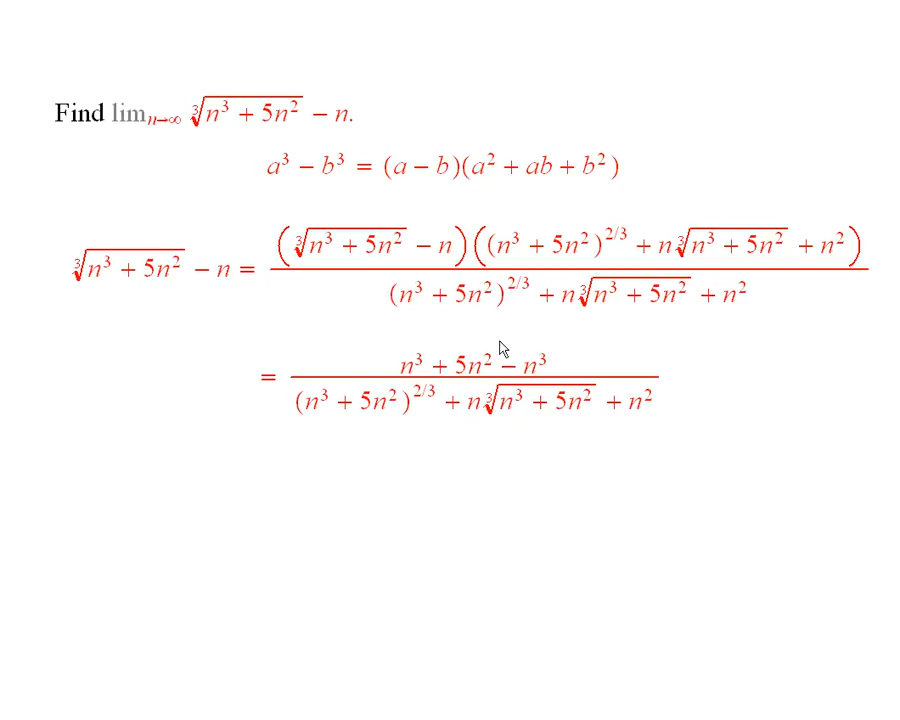 Find lim_{n→∞} ∛(n³ + 5n²) − n.
a³ − b³ = (a − b)(a² + ab + b²)
∛(n³ + 5n²) − n = ((∛(n³ + 5n²) − n)((n³ + 5n²)^{2/3} + n∛(n³ + 5n²) + n²)) / ((n³ + 5n²)^{2/3} + n∛(n³ + 5n²) + n²)
= (n³ + 5n² − n³) / ((n³ + 5n²)^{2/3} + n∛(n³ + 5n²) + n²)